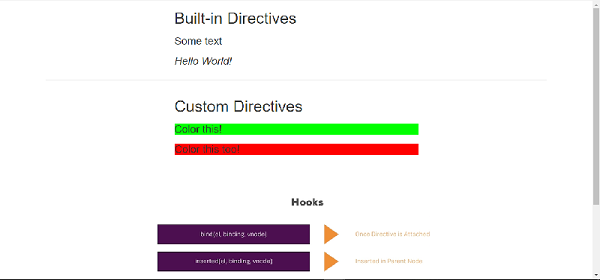 Built-in Directives
Some text
Hello World!
Custom Directives
Color this!
Color this too!
Hooks
bind(el, binding, vnode) Once Directive is Attached
inserted(el, binding, vnode) Inserted in Parent Node